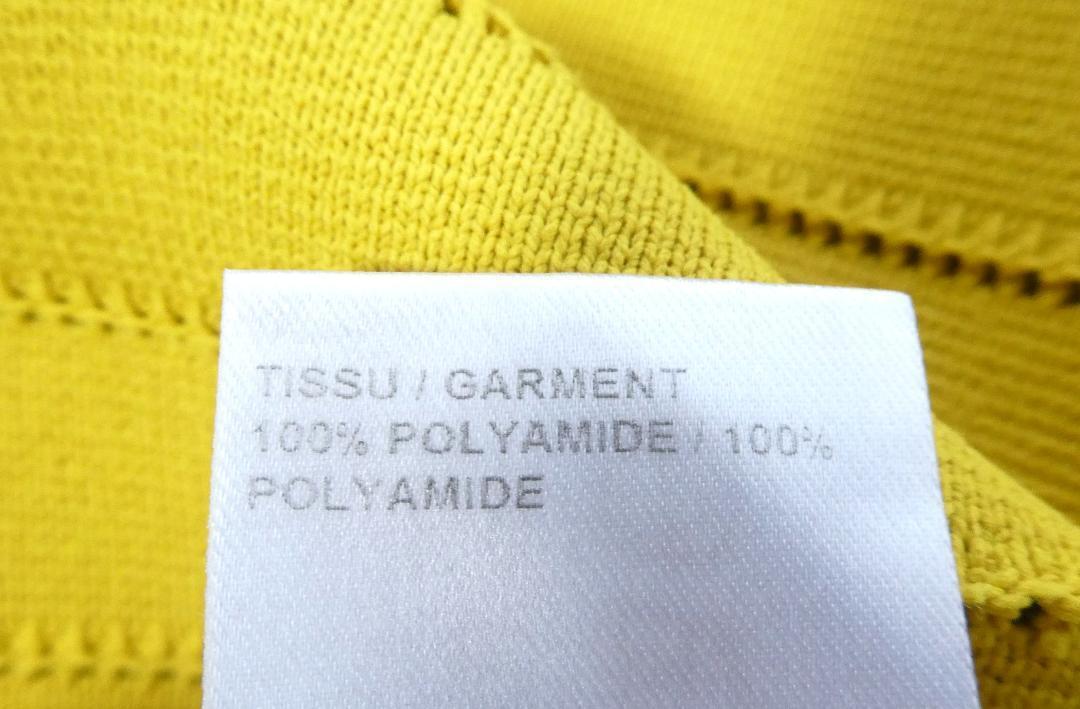 TISSU / GARMENT
100% POLYAMIDE / 100%
POLYAMIDE